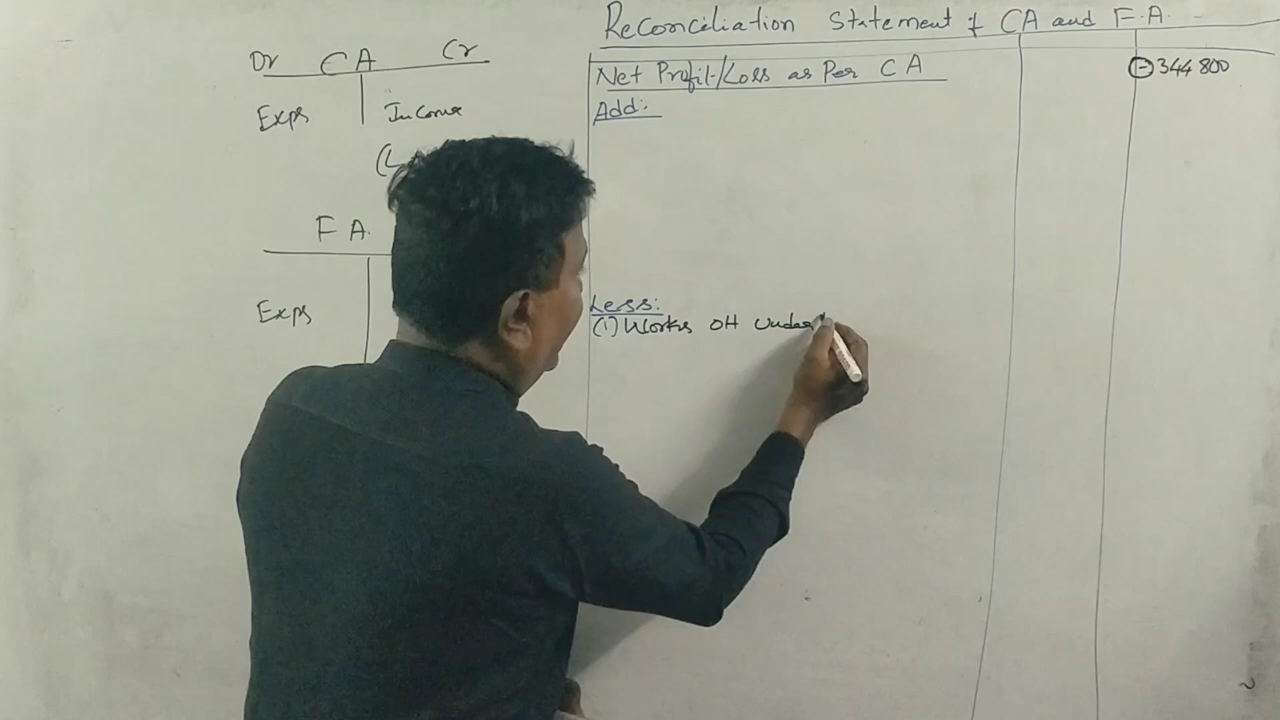 Reconciliation Statement of CA and F.A.
Dr CA Cr
Exps Income
F A.
Exps
Net Profit/Loss as Per CA ⊖ 344 800
Add:
Less:
(1) Works OH under